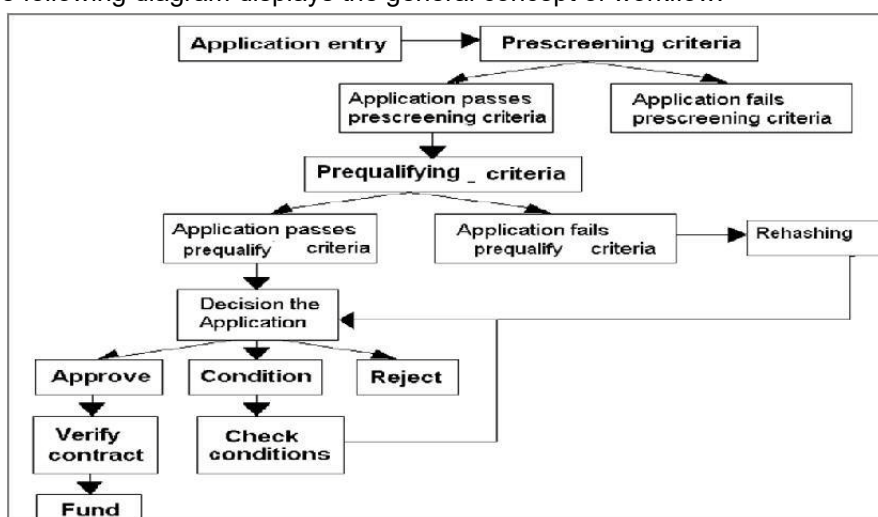 following diagram displays the general concept of workflow.
Application entry
Prescreening criteria
Application passes
prescreening criteria
Application fails
prescreening criteria
Prequalifying _ criteria
Application passes
prequalify criteria
Application fails
prequalify criteria
Rehashing
Decision the
Application
Approve
Condition
Reject
Verify
contract
Check
conditions
Fund